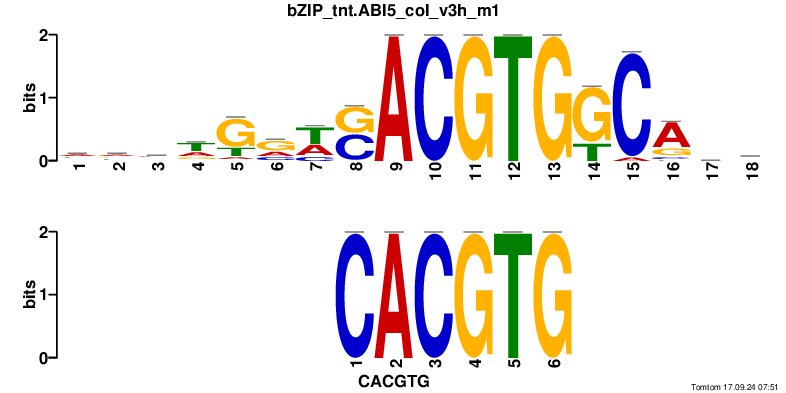 bZIP_tnt.ABI5_col_v3h_m1
2
bits
1
0
TGGTGACGTGGCA
1 2 3 4 5 6 7 8 9 10 11 12 13 14 15 16 17 18
2
bits
1
0
CACGTG
1 2 3 4 5 6
CACGTG
Tomtom 17.09.24 07:51